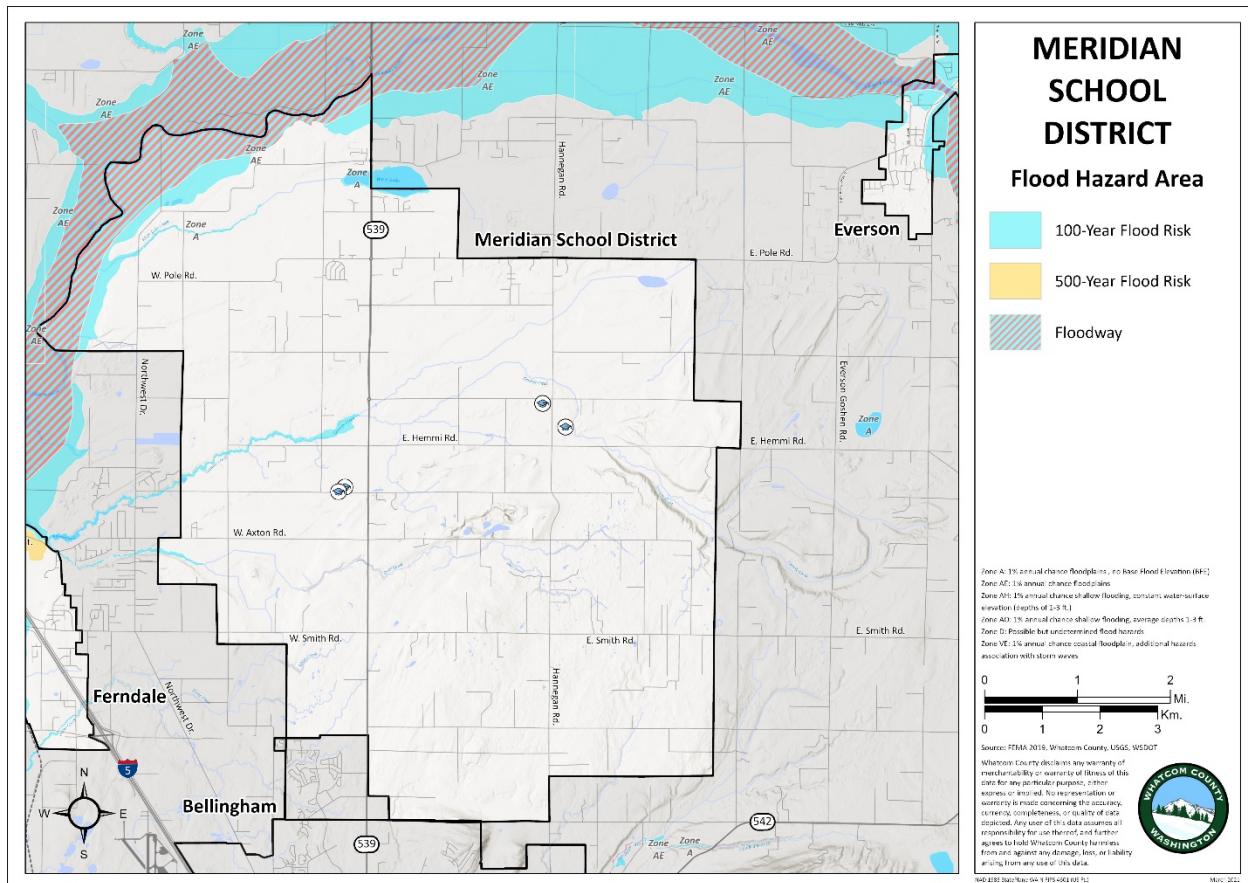 MERIDIAN
SCHOOL
DISTRICT
Flood Hazard Area
100-Year Flood Risk
500-Year Flood Risk
Floodway
Zone
AE
Zone
AE
Zone
AE
Zone
AE
Zone
AE
Zone
AE
Zone
AE
Zone
AE
Zone
A
Zone
A
Hannegan Rd.
539
Meridian School District
Everson
W. Pole Rd.
E. Pole Rd.
Northwest Dr.
Everson Goshen Rd.
Zone
A
E. Hemmi Rd.
E. Hemmi Rd.
W. Axton Rd.
W. Smith Rd.
E. Smith Rd.
E. Smith Rd.
Hannegan Rd.
Ferndale
Northwest Dr.
5
Bellingham
N
W
E
S
539
542
Zone
AE
Zone
A
Zone A: 1% annual chance floodplains, no Base Flood Elevation (BFE)
Zone AE: 1% annual chance floodplains
Zone AH: 1% annual chance shallow flooding, constant water-surface
elevation (depths of 1-3 ft.)
Zone AO: 1% annual chance shallow flooding, average depths 1-3 ft.
Zone D: Possible but undetermined flood hazards
Zone VE: 1% annual chance coastal floodplain, additional hazards
association with storm waves
0 1 2
Mi.
Km.
0 1 2 3
Source: FEMA 2019, Whatcom County, USGS, WSDOT
Whatcom County disclaims any warranty of
merchantability or warranty of fitness of this
data for any particular purpose, either
express or implied. No representation or
warranty is made concerning the accuracy,
currency, completeness, or quality of data
depicted. Any user of this data assumes all
responsibility for use thereof, and further
agrees to hold Whatcom County harmless
from and against any damage, loss, or liability
arising from any use of this data.
WHATCOM COUNTY
WASHINGTON
March 2021